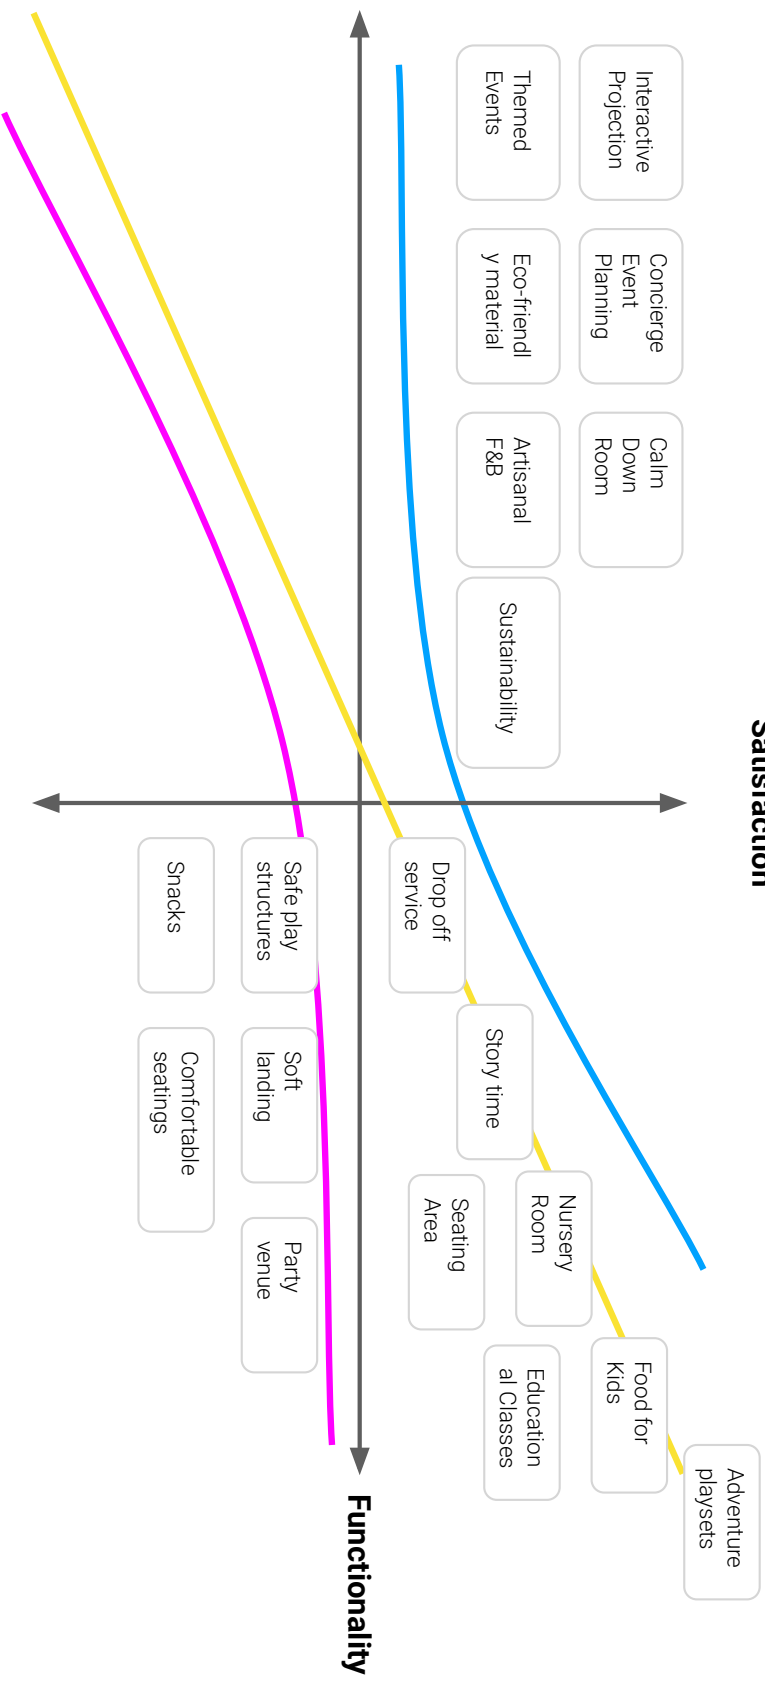 Satisfaction
Interactive
Projection
Concierge
Event
Planning
Calm
Down
Room
Themed
Events
Eco-friendl
y material
Artisanal
F&B
Sustainability
Adventure
playsets
Food for
Kids
Nursery
Room
Education
al Classes
Story time
Seating
Area
Drop off
service
Functionality
Safe play
structures
Soft
landing
Party
venue
Snacks
Comfortable
seatings